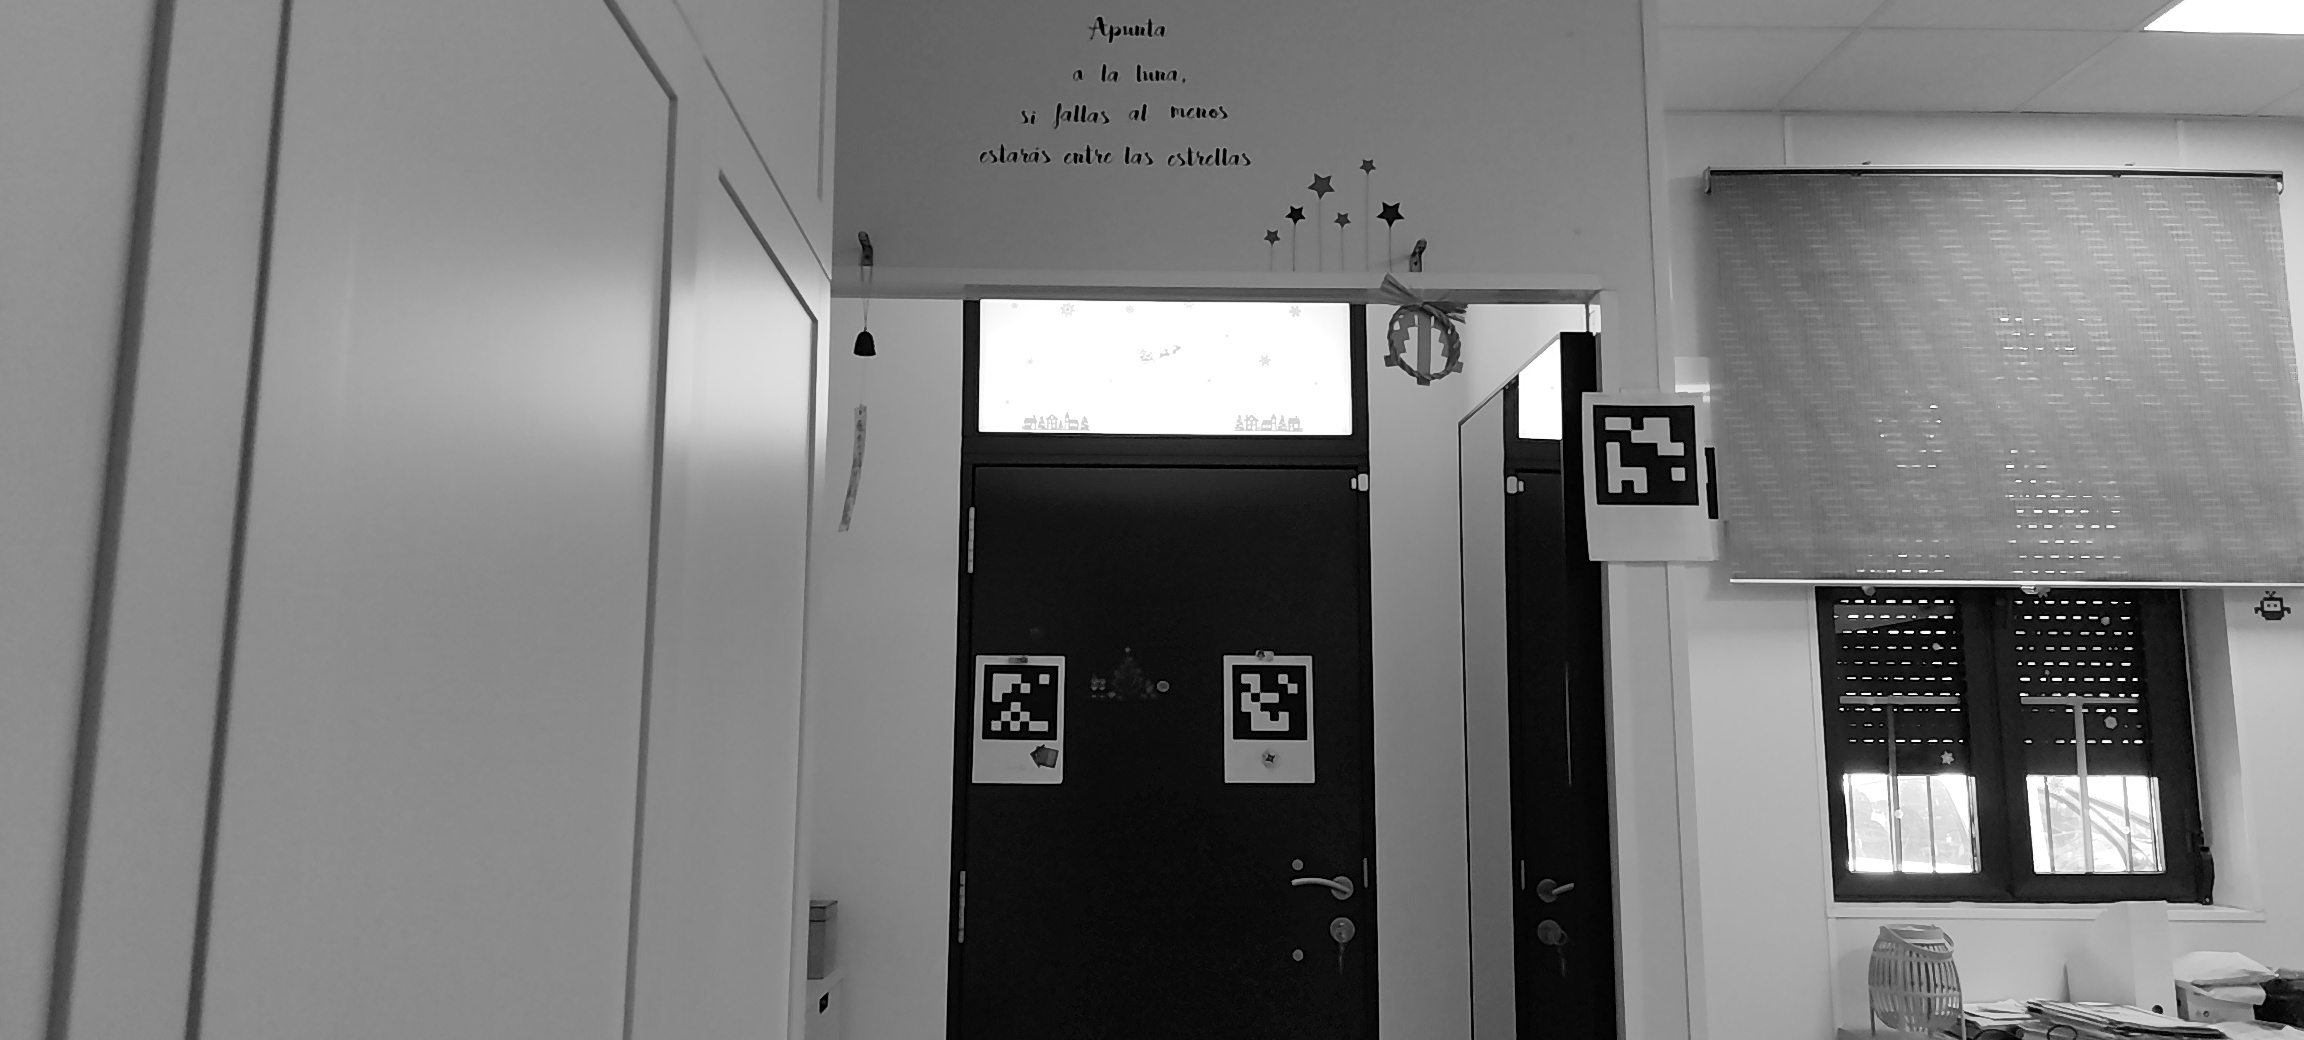 Apunta
a la luna,
si fallas al menos
estarás entre las estrellas